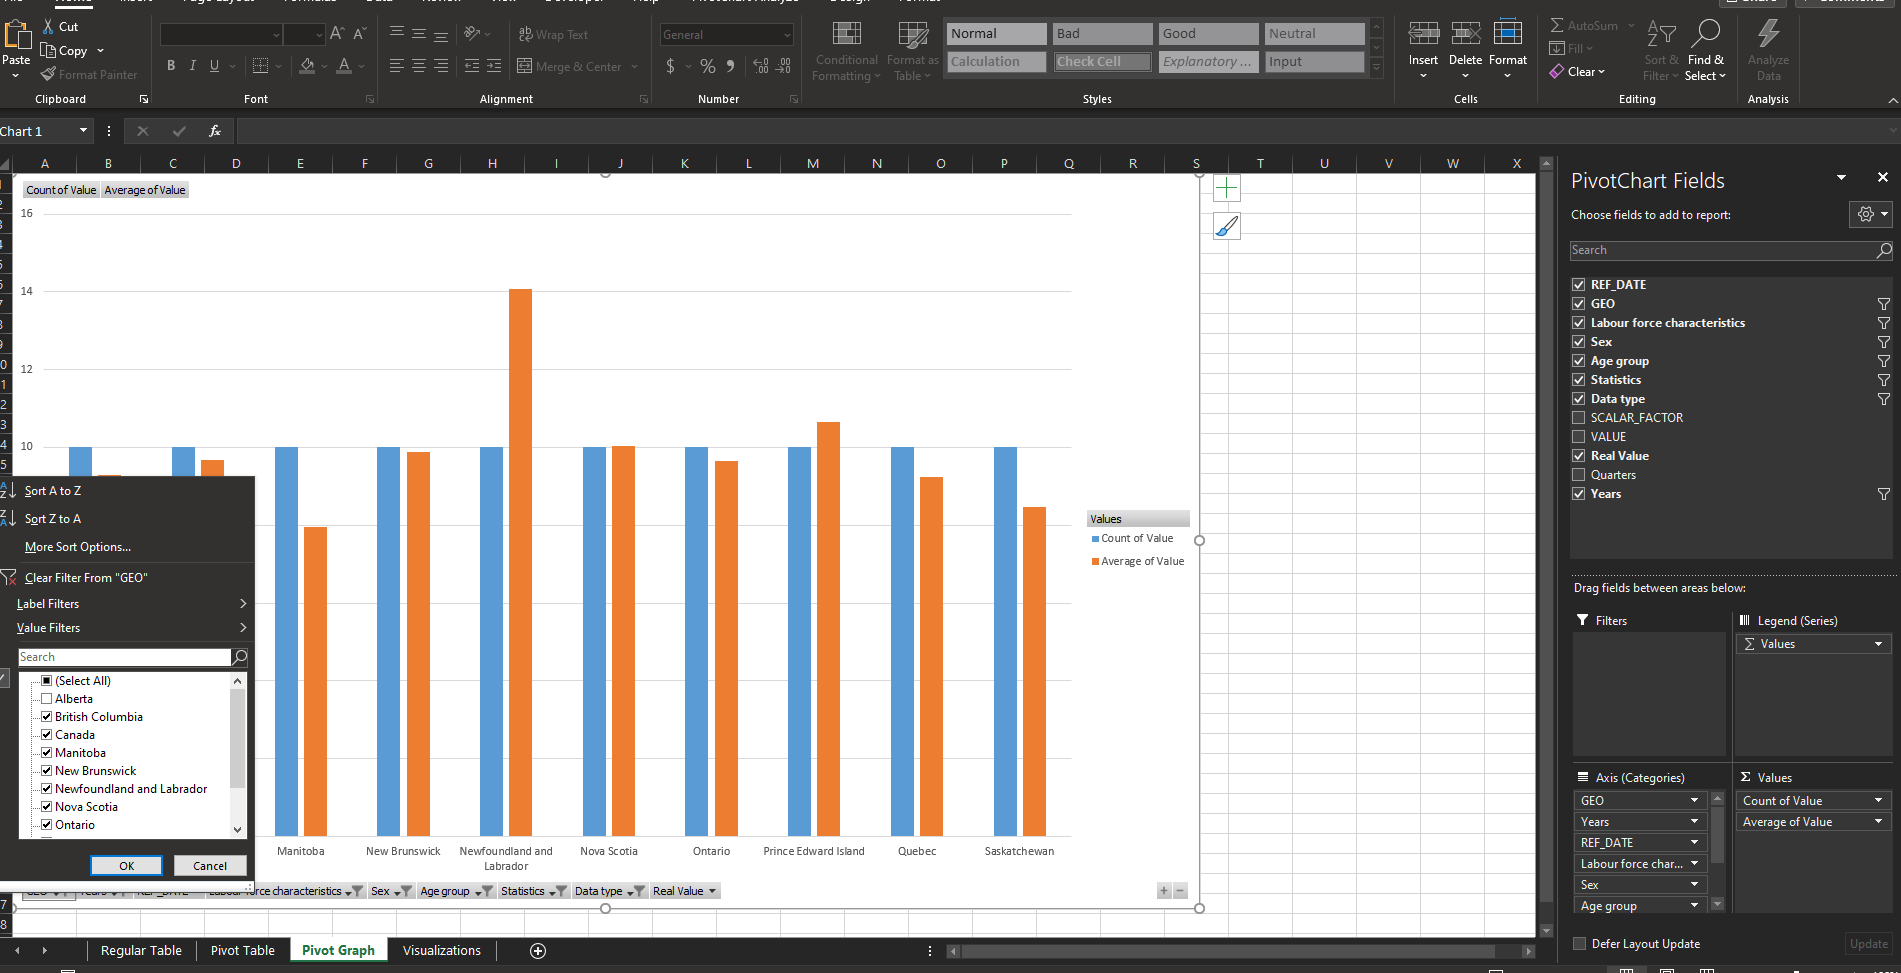 Home
Cut
Copy
Format Painter
Paste
Clipboard
B I U
Font
Wrap Text
Merge & Center
Alignment
General
$ %
Number
Conditional Formatting
Format as Table
Normal Bad Good Neutral
Calculation Check Cell Explanatory ... Input
Styles
Insert Delete Format
Cells
AutoSum
Fill
Clear
Sort & Filter
Find & Select
Editing
Analyze Data
Analysis
Chart 1
fx
A B C D E F G H I J K L M N O P Q R S T U V W X
Count of Value Average of Value
16
14
12
10
Values
Count of Value
Average of Value
Manitoba
New Brunswick
Newfoundland and Labrador
Nova Scotia
Ontario
Prince Edward Island
Quebec
Saskatchewan
Sort A to Z
Sort Z to A
More Sort Options...
Clear Filter From "GEO"
Label Filters
Value Filters
Search
(Select All)
Alberta
British Columbia
Canada
Manitoba
New Brunswick
Newfoundland and Labrador
Nova Scotia
Ontario
OK Cancel
rce characteristics Sex Age group Statistics Data type Real Value
Regular Table Pivot Table Pivot Graph Visualizations
PivotChart Fields
Choose fields to add to report:
Search
REF_DATE
GEO
Labour force characteristics
Sex
Age group
Statistics
Data type
SCALAR_FACTOR
VALUE
Real Value
Quarters
Years
Drag fields between areas below:
Filters
Legend (Series)
Values
Axis (Categories)
GEO
Years
REF_DATE
Labour force char...
Sex
Age group
Values
Count of Value
Average of Value
Defer Layout Update
Update